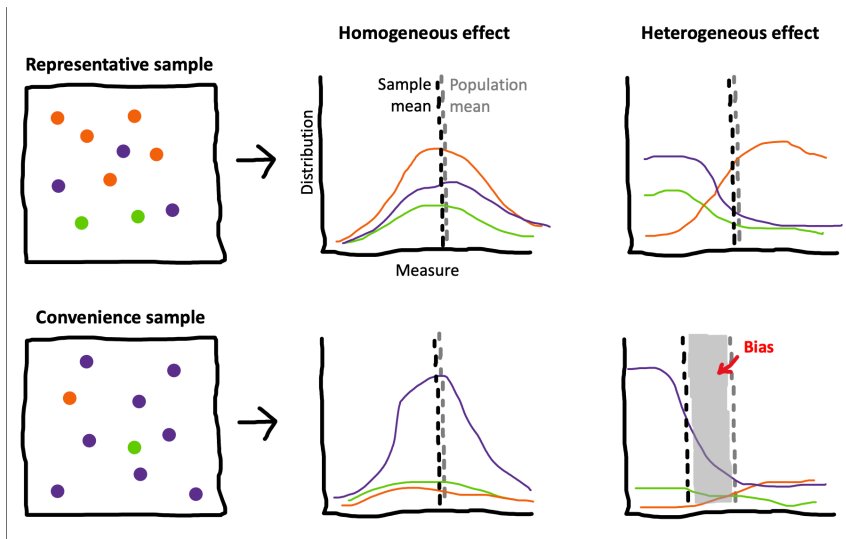 Homogeneous effect
Heterogeneous effect
Representative sample
Sample
mean
Population
mean
Distribution
Measure
Convenience sample
Bias